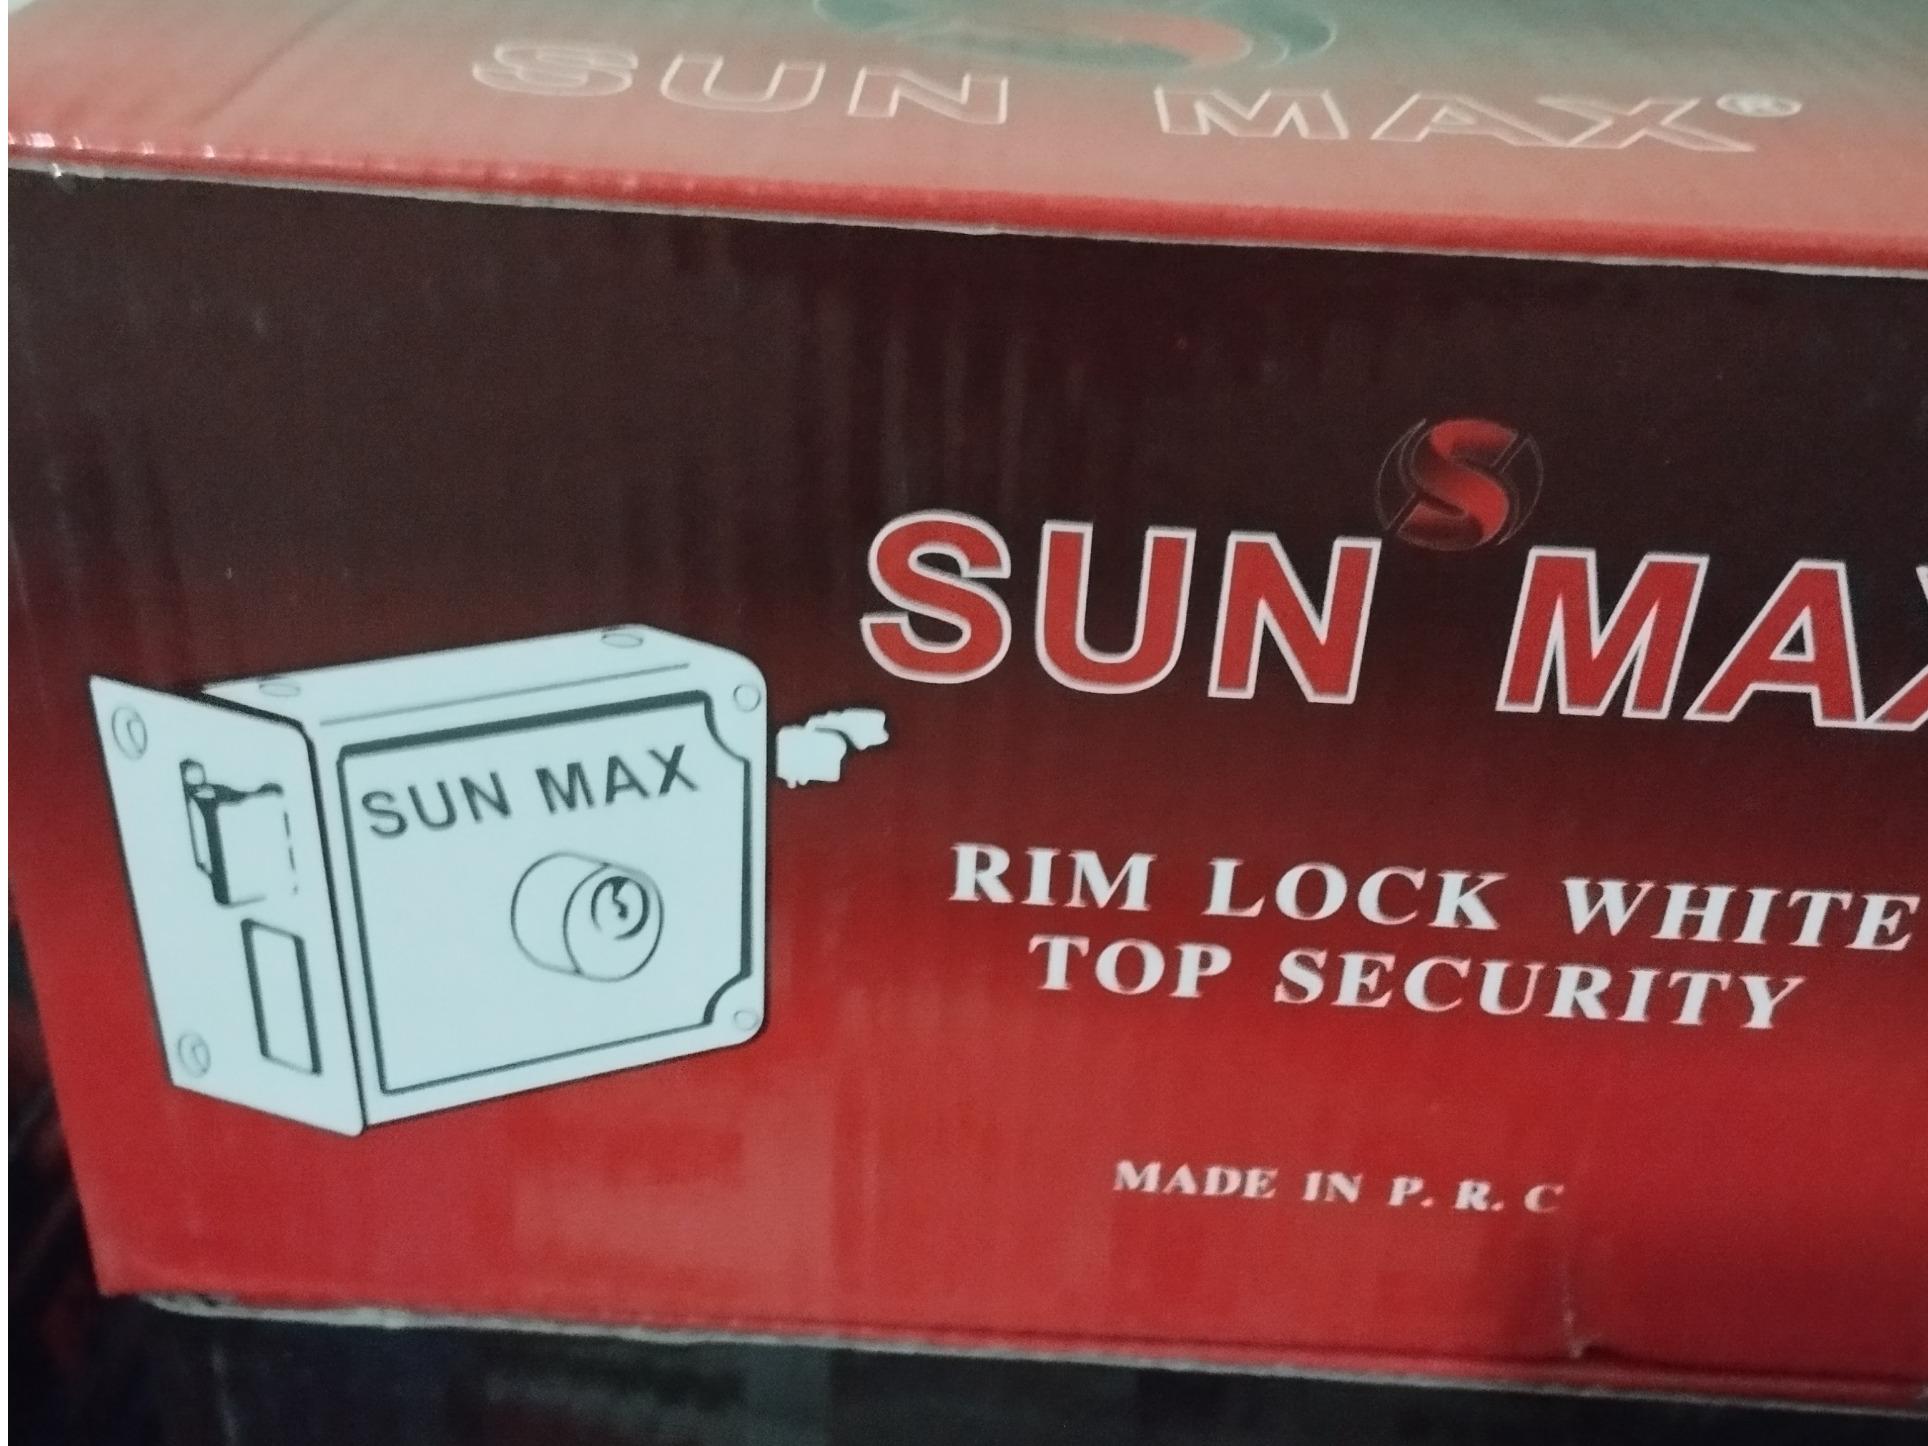 SUN MAX®
S
SUN MAX
SUN MAX
RIM LOCK WHITE
TOP SECURITY
MADE IN P. R. C